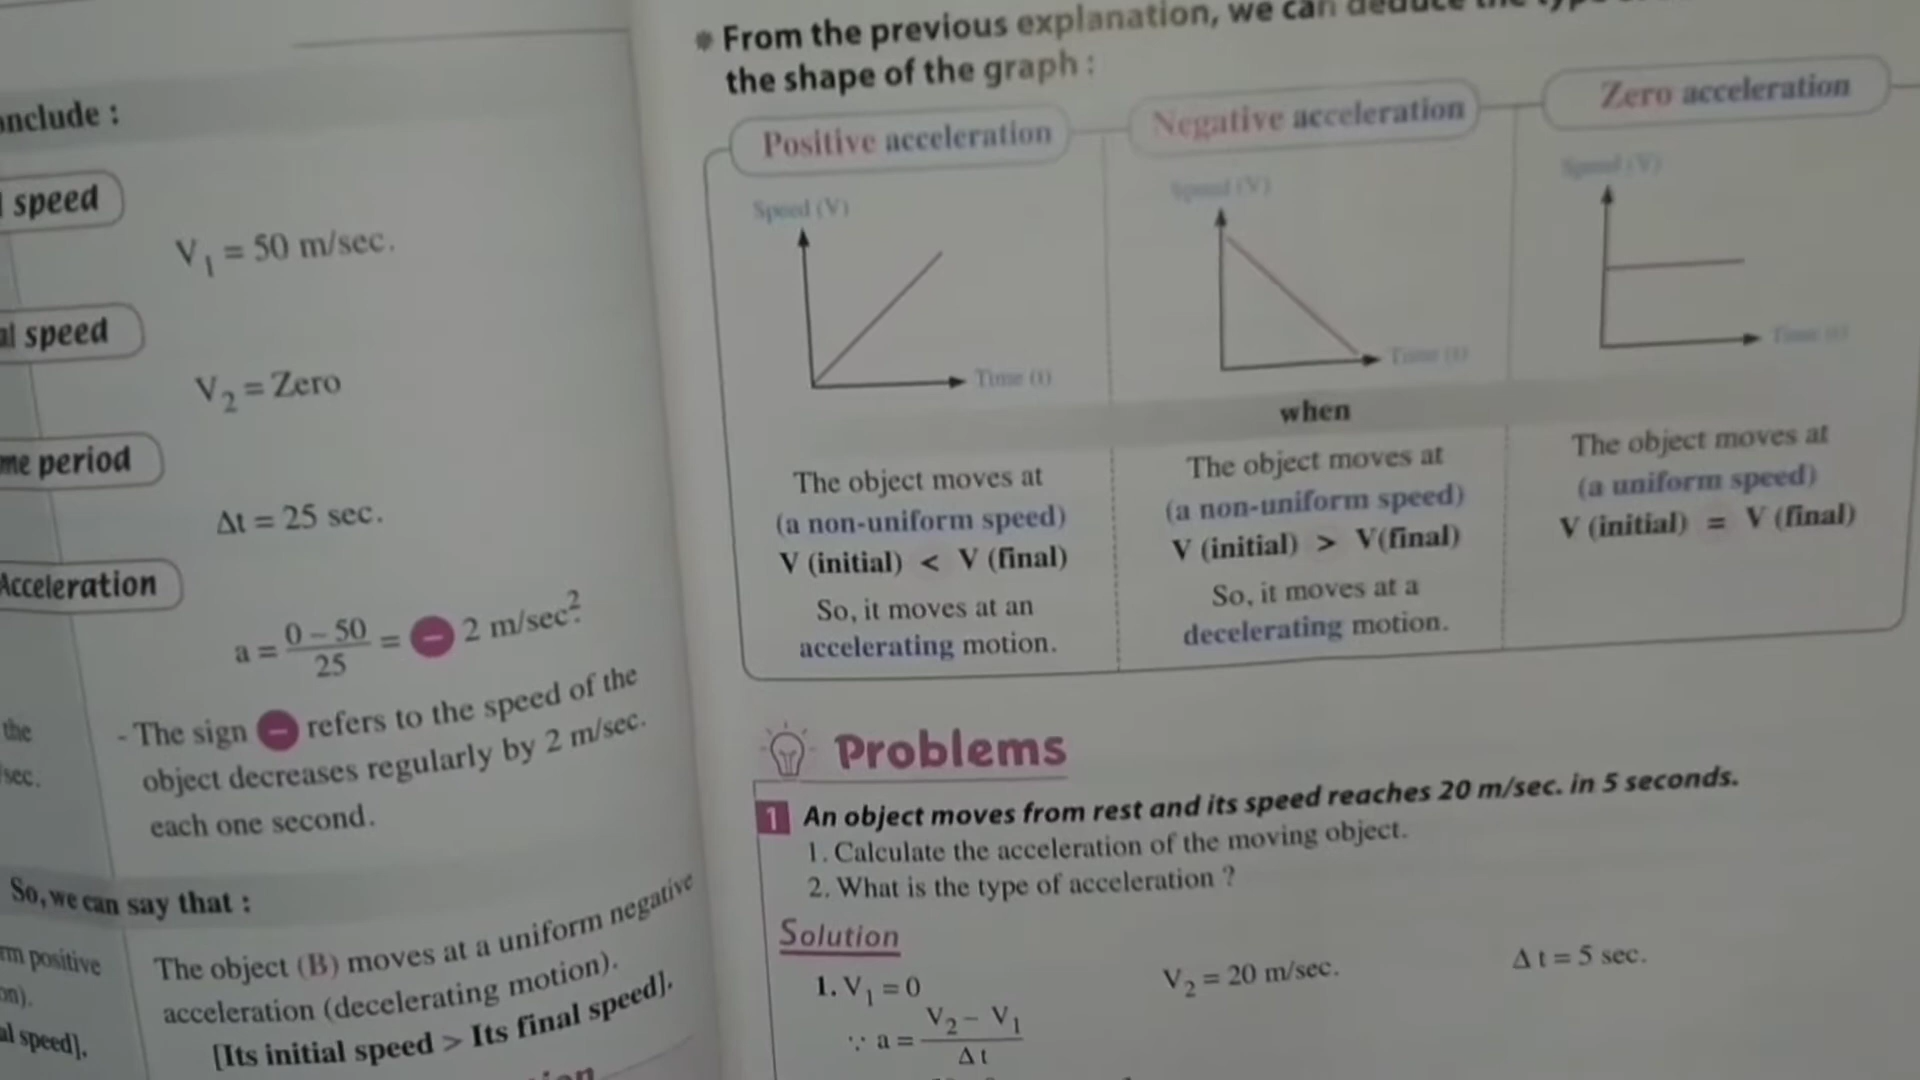 conclude :
speed
V1 = 50 m/sec.
speed
V2 = Zero
me period
Δt = 25 sec.
Acceleration
a = 0 – 50 / 25 = – 2 m/sec².
the
/sec.
- The sign – refers to the speed of the
object decreases regularly by 2 m/sec.
each one second.
So, we can say that :
positive
al speed],
The object (B) moves at a uniform negative
acceleration (decelerating motion).
[Its initial speed > Its final speed].
From the previous explanation, we can deduce the
the shape of the graph :
Positive acceleration
Negative acceleration
Zero acceleration
Speed (V)
Time (t)
Speed (V)
Time (t)
Speed (V)
Time (t)
when
The object moves at
(a non-uniform speed)
V (initial) < V (final)
So, it moves at an
accelerating motion.
The object moves at
(a non-uniform speed)
V (initial) > V(final)
So, it moves at a
decelerating motion.
The object moves at
(a uniform speed)
V (initial) = V (final)
Problems
1 An object moves from rest and its speed reaches 20 m/sec. in 5 seconds.
1. Calculate the acceleration of the moving object.
2. What is the type of acceleration ?
Solution
1. V1 = 0
V2 = 20 m/sec.
Δt = 5 sec.
∵ a = V2 – V1 / Δt